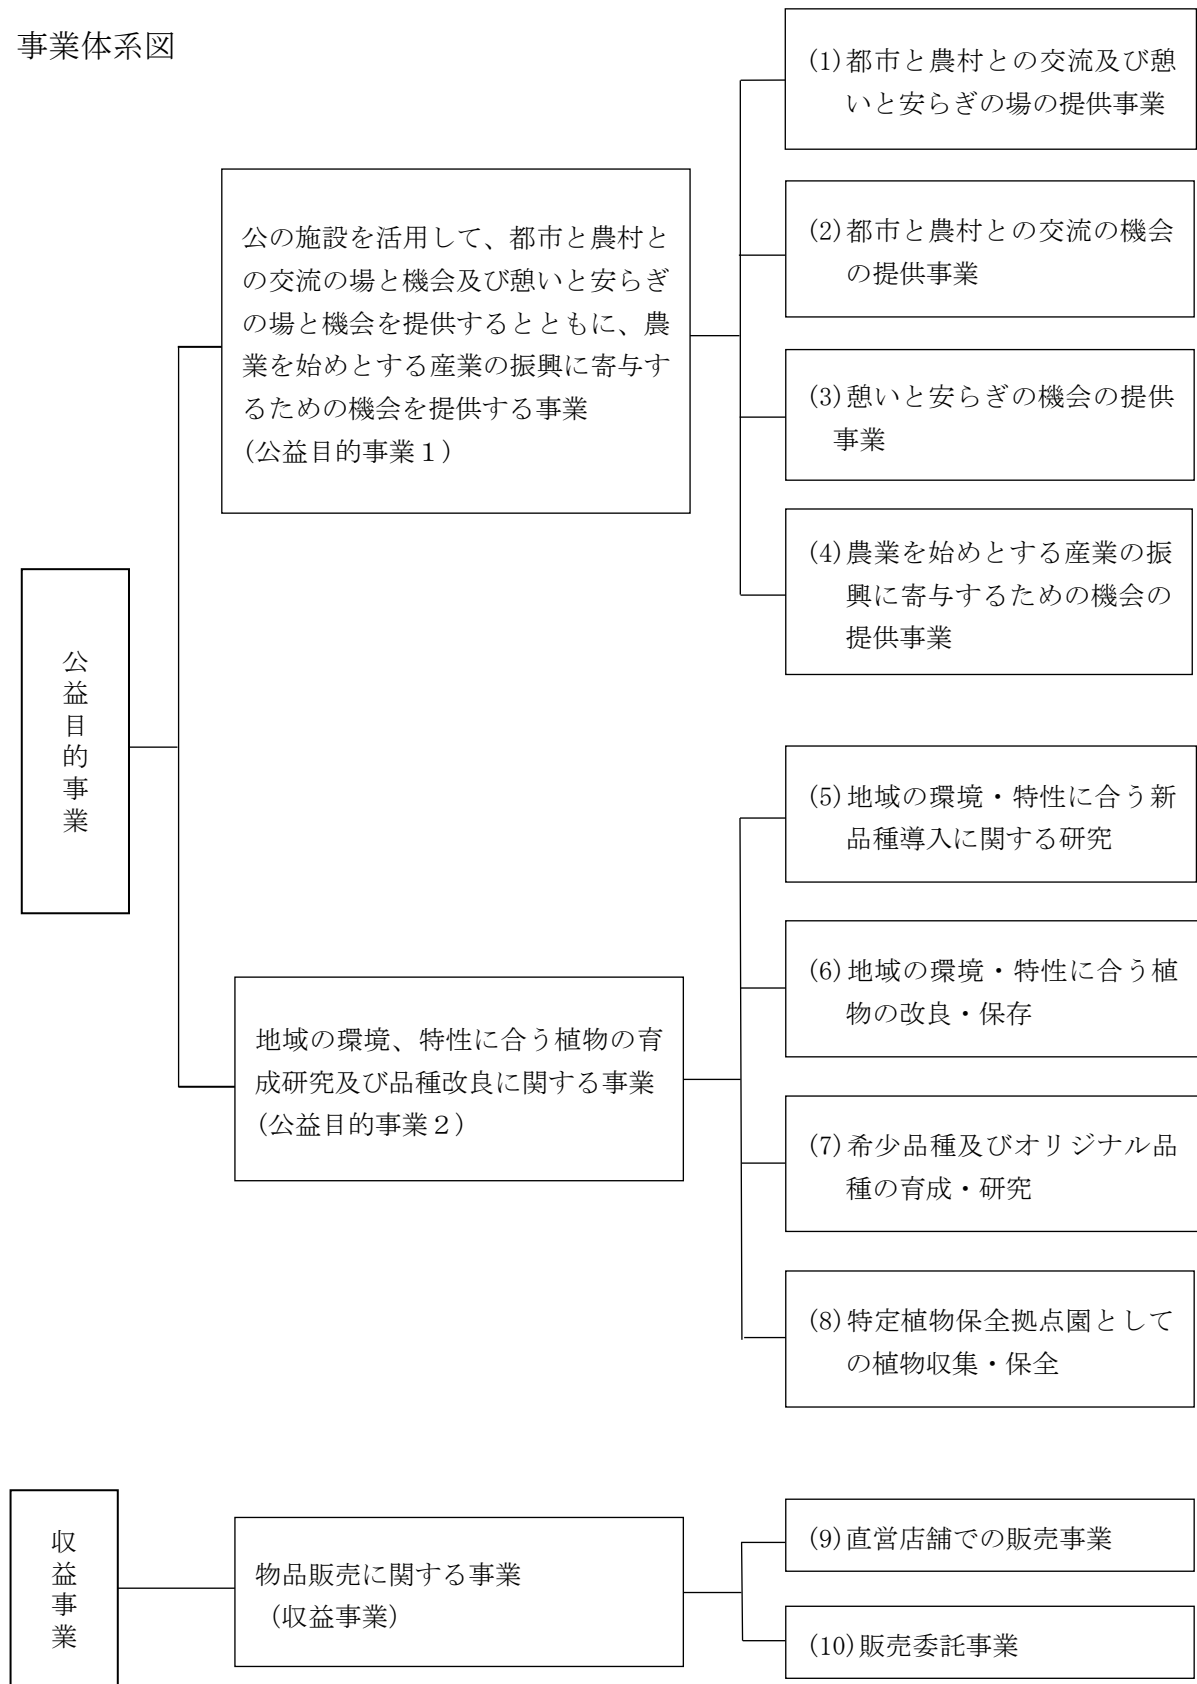 事業体系図
公益目的事業
公の施設を活用して、都市と農村と
の交流の場と機会及び憩いと安らぎ
の場と機会を提供するとともに、農
業を始めとする産業の振興に寄与す
るための機会を提供する事業
(公益目的事業１)
(1)都市と農村との交流及び憩
いと安らぎの場の提供事業
(2)都市と農村との交流の機会
の提供事業
(3)憩いと安らぎの機会の提供
事業
(4)農業を始めとする産業の振
興に寄与するための機会の
提供事業
地域の環境、特性に合う植物の育
成研究及び品種改良に関する事業
(公益目的事業２)
(5)地域の環境・特性に合う新
品種導入に関する研究
(6)地域の環境・特性に合う植
物の改良・保存
(7)希少品種及びオリジナル品
種の育成・研究
(8)特定植物保全拠点園として
の植物収集・保全
収益事業
物品販売に関する事業
(収益事業)
(9)直営店舗での販売事業
(10)販売委託事業